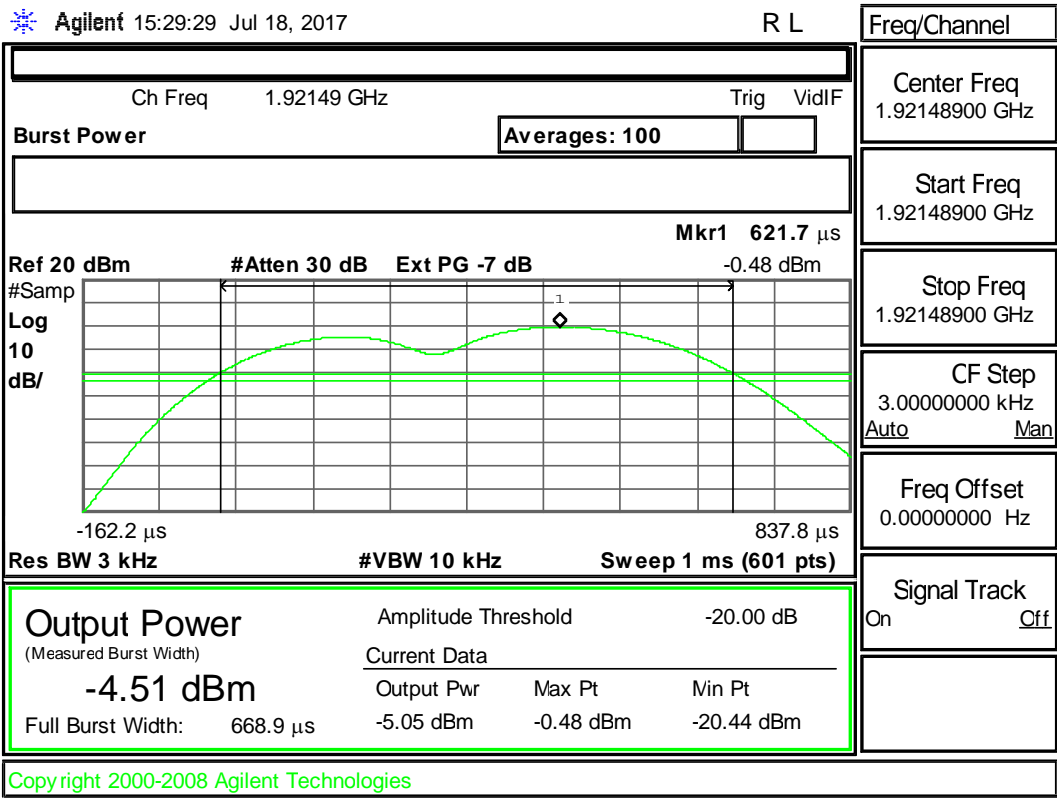 Agilent 15:29:29 Jul 18, 2017 R L
Freq/Channel
Ch Freq 1.92149 GHz Trig VidIF
Burst Power Averages: 100
Mkr1 621.7 µs
Ref 20 dBm #Atten 30 dB Ext PG -7 dB -0.48 dBm
#Samp
Log
10
dB/
1
-162.2 µs 837.8 µs
Res BW 3 kHz #VBW 10 kHz Sweep 1 ms (601 pts)
Output Power
(Measured Burst Width)
-4.51 dBm
Full Burst Width: 668.9 µs
Amplitude Threshold -20.00 dB
Current Data
Output Pwr Max Pt Min Pt
-5.05 dBm -0.48 dBm -20.44 dBm
Center Freq
1.92148900 GHz
Start Freq
1.92148900 GHz
Stop Freq
1.92148900 GHz
CF Step
3.00000000 kHz
Auto Man
Freq Offset
0.00000000 Hz
Signal Track
On Off
Copyright 2000-2008 Agilent Technologies